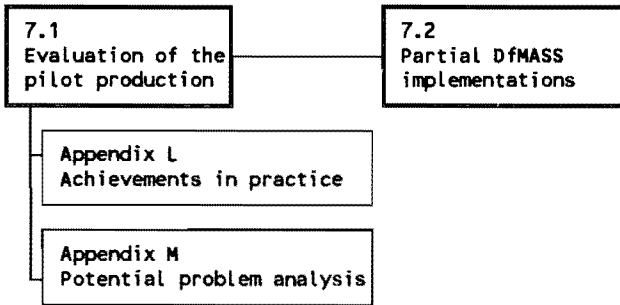 7.1
Evaluation of the
pilot production
7.2
Partial DfMASS
implementations
Appendix L
Achievements in practice
Appendix M
Potential problem analysis